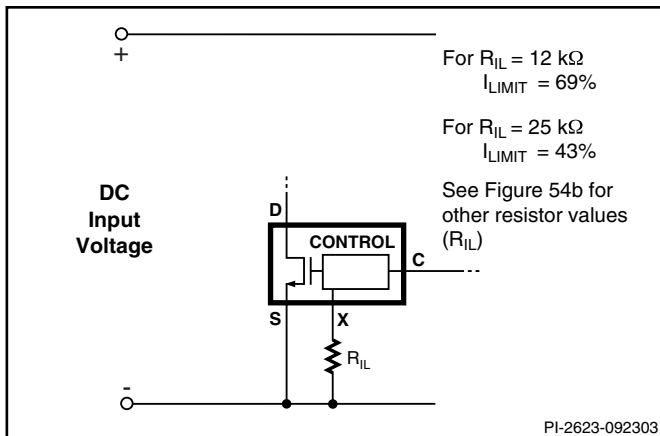 +
For R_IL = 12 kΩ
I_LIMIT = 69%
For R_IL = 25 kΩ
I_LIMIT = 43%
See Figure 54b for
other resistor values
(R_IL)
DC
Input
Voltage
D
CONTROL
C
S
X
R_IL
-
PI-2623-092303